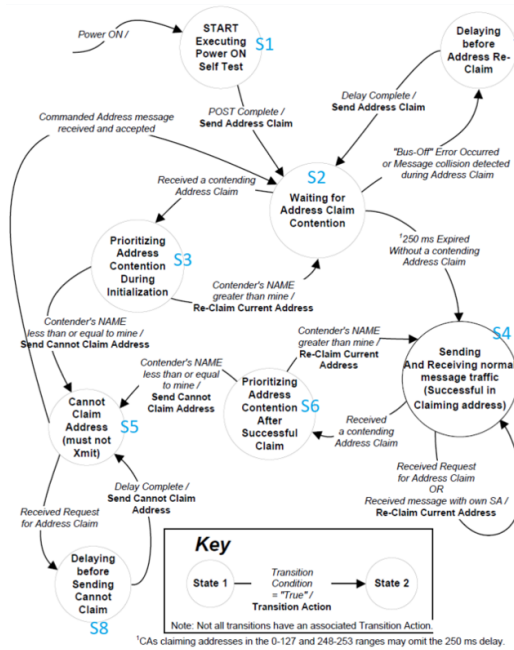 Power ON /
START
Executing
Power ON
Self Test
S1
Delaying
before
Address Re-
Claim
POST Complete /
Send Address Claim
Delay Complete /
Send Address Claim
Commanded Address message
received and accepted
"Bus-Off" Error Occurred
or Message collision detected
during Address Claim
S2
Waiting for
Address Claim
Contention
Received a contending
Address Claim
Prioritizing
Address
Contention
During
Initialization
S3
¹250 ms Expired
Without a contending
Address Claim
Contender's NAME
greater than mine /
Re-Claim Current Address
Contender's NAME
less than or equal to mine /
Send Cannot Claim Address
Contender's NAME
greater than mine /
Re-Claim Current Address
S4
Sending
And Receiving normal
message traffic
(Successful in
Claiming address)
Contender's NAME
less than or equal
to mine /
Send Cannot
Claim Address
Prioritizing
Address
Contention
After
Successful
Claim
S6
Cannot
Claim
Address
(must not
Xmit)
S5
Received
a contending
Address Claim
Received Request
for Address Claim
OR
Received message with own SA /
Re-Claim Current Address
Delay Complete /
Send Cannot Claim
Address
Received Request
for Address Claim
Delaying
before
Sending
Cannot
Claim
S8
Key
State 1
Transition
Condition
= "True" /
Transition Action
State 2
Note: Not all transitions have an associated Transition Action.
¹CAs claiming addresses in the 0-127 and 248-253 ranges may omit the 250 ms delay.